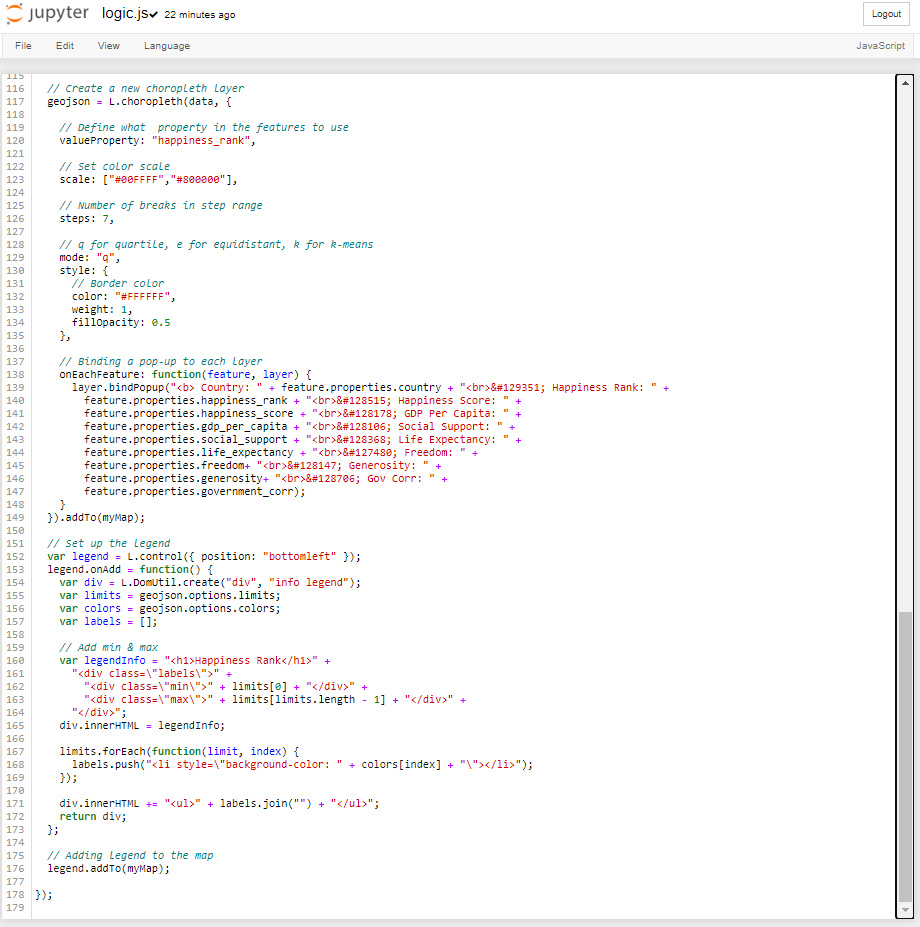 jupyter logic.js✔ 22 minutes ago Logout
File Edit View Language JavaScript
115
116 // Create a new choropleth layer
117 geojson = L.choropleth(data, {
118
119 // Define what  property in the features to use
120 valueProperty: "happiness_rank",
121
122 // Set color scale
123 scale: ["#00FFFF","#800000"],
124
125 // Number of breaks in step range
126 steps: 7,
127
128 // q for quartile, e for equidistant, k for k-means
129 mode: "q",
130 style: {
131 // Border color
132 color: "#FFFFFF",
133 weight: 1,
134 fillOpacity: 0.5
135 },
136
137 // Binding a pop-up to each layer
138 onEachFeature: function(feature, layer) {
139 layer.bindPopup("<b> Country: " + feature.properties.country + "<br>&#129351; Happiness Rank: " +
140 feature.properties.happiness_rank + "<br>&#128515; Happiness Score: " +
141 feature.properties.happiness_score + "<br>&#128178; GDP Per Capita: " +
142 feature.properties.gdp_per_capita + "<br>&#128106; Social Support: " +
143 feature.properties.social_support + "<br>&#128368; Life Expectancy: " +
144 feature.properties.life_expectancy + "<br>&#127480; Freedom: " +
145 feature.properties.freedom+ "<br>&#128147; Generosity: " +
146 feature.properties.generosity+ "<br>&#128706; Gov Corr: " +
147 feature.properties.government_corr);
148 }
149 }).addTo(myMap);
150
151 // Set up the legend
152 var legend = L.control({ position: "bottomleft" });
153 legend.onAdd = function() {
154 var div = L.DomUtil.create("div", "info legend");
155 var limits = geojson.options.limits;
156 var colors = geojson.options.colors;
157 var labels = [];
158
159 // Add min & max
160 var legendInfo = "<h1>Happiness Rank</h1>" +
161 "<div class=\"labels\">" +
162 "<div class=\"min\">" + limits[0] + "</div>" +
163 "<div class=\"max\">" + limits[limits.length - 1] + "</div>" +
164 "</div>";
165 div.innerHTML = legendInfo;
166
167 limits.forEach(function(limit, index) {
168 labels.push("<li style=\"background-color: " + colors[index] + "\"></li>");
169 });
170
171 div.innerHTML += "<ul>" + labels.join("") + "</ul>";
172 return div;
173 };
174
175 // Adding legend to the map
176 legend.addTo(myMap);
177
178 });
179